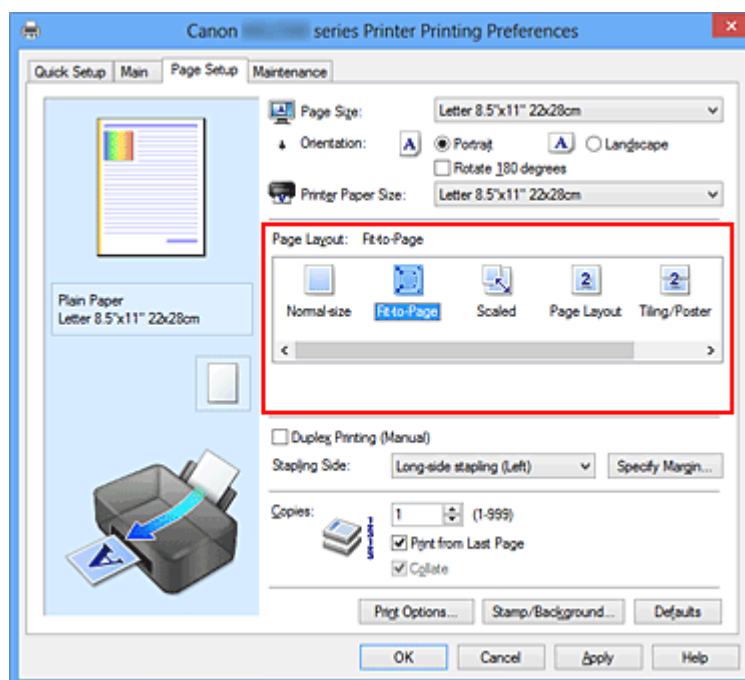 Canon series Printer Printing Preferences
Quick Setup Main Page Setup Maintenance
Page Size: Letter 8.5"x11" 22x28cm
Orientation: A Portrait A Landscape
Rotate 180 degrees
Printer Paper Size: Letter 8.5"x11" 22x28cm
Page Layout: Fit-to-Page
2 2
Normal-size Fit-to-Page Scaled Page Layout Tiling/Poster
Plain Paper
Letter 8.5"x11" 22x28cm
Duplex Printing (Manual)
Stapling Side: Long-side stapling (Left) Specify Margin...
Copies: 1 (1-999)
Print from Last Page
Collate
A
Print Options... Stamp/Background... Defaults
OK Cancel Apply Help